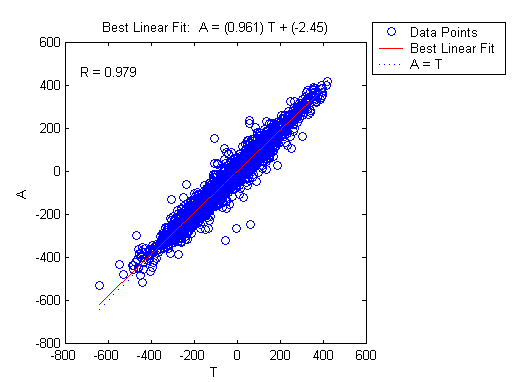 Best Linear Fit:  A = (0.961) T + (-2.45)
Data Points
Best Linear Fit
A = T
R = 0.979
600
400
200
0
-200
-400
-600
-800
A
-800 -600 -400 -200 0 200 400 600
T